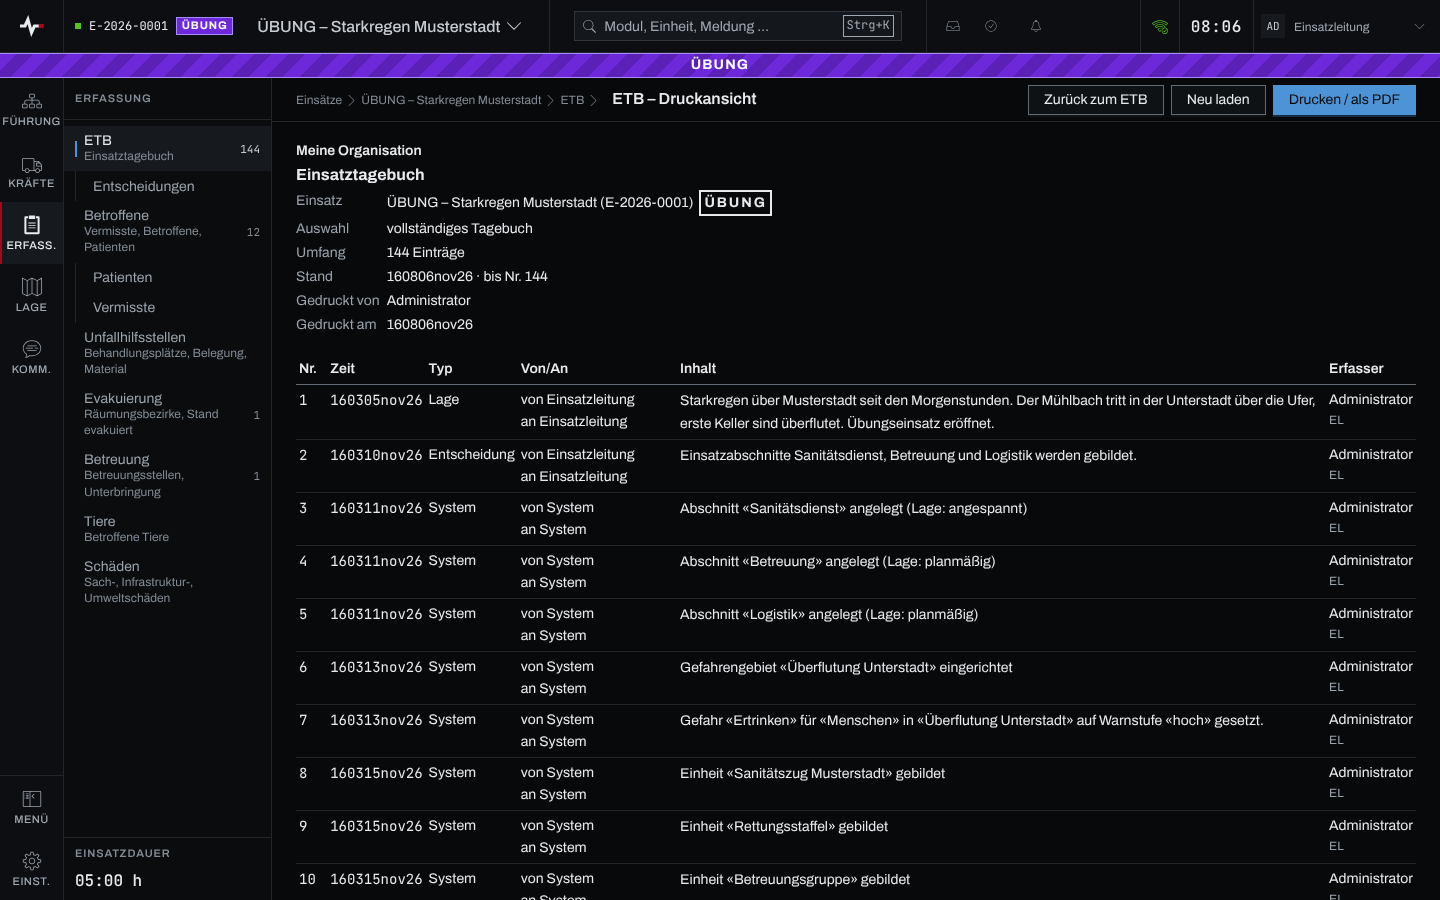 E-2026-0001 ÜBUNG
ÜBUNG – Starkregen Musterstadt
Modul, Einheit, Meldung ... Strg+K
08:06
AD Einsatzleitung
ÜBUNG
FÜHRUNG
KRÄFTE
ERFASS.
LAGE
KOMM.
MENÜ
EINST.
ERFASSUNG
ETB
Einsatztagebuch
144
Entscheidungen
Betroffene
Vermisste, Betroffene,
Patienten
12
Patienten
Vermisste
Unfallhilfsstellen
Behandlungsplätze, Belegung,
Material
Evakuierung
Räumungsbezirke, Stand
evakuiert
1
Betreuung
Betreuungsstellen,
Unterbringung
1
Tiere
Betroffene Tiere
Schäden
Sach-, Infrastruktur-,
Umweltschäden
EINSATZDAUER
05:00 h
Einsätze ÜBUNG – Starkregen Musterstadt ETB ETB – Druckansicht
Zurück zum ETB Neu laden Drucken / als PDF
Meine Organisation
Einsatztagebuch
Einsatz ÜBUNG – Starkregen Musterstadt (E-2026-0001) ÜBUNG
Auswahl vollständiges Tagebuch
Umfang 144 Einträge
Stand 160806nov26 · bis Nr. 144
Gedruckt von Administrator
Gedruckt am 160806nov26
Nr. Zeit Typ Von/An Inhalt Erfasser
1 160305nov26 Lage von Einsatzleitung Starkregen über Musterstadt seit den Morgenstunden. Der Mühlbach tritt in der Unterstadt über die Ufer, Administrator
an Einsatzleitung erste Keller sind überflutet. Übungseinsatz eröffnet. EL
2 160310nov26 Entscheidung von Einsatzleitung Einsatzabschnitte Sanitätsdienst, Betreuung und Logistik werden gebildet. Administrator
an Einsatzleitung EL
3 160311nov26 System von System Abschnitt «Sanitätsdienst» angelegt (Lage: angespannt) Administrator
an System EL
4 160311nov26 System von System Abschnitt «Betreuung» angelegt (Lage: planmäßig) Administrator
an System EL
5 160311nov26 System von System Abschnitt «Logistik» angelegt (Lage: planmäßig) Administrator
an System EL
6 160313nov26 System von System Gefahrengebiet «Überflutung Unterstadt» eingerichtet Administrator
an System EL
7 160313nov26 System von System Gefahr «Ertrinken» für «Menschen» in «Überflutung Unterstadt» auf Warnstufe «hoch» gesetzt. Administrator
an System EL
8 160315nov26 System von System Einheit «Sanitätszug Musterstadt» gebildet Administrator
an System EL
9 160315nov26 System von System Einheit «Rettungsstaffel» gebildet Administrator
an System EL
10 160315nov26 System von System Einheit «Betreuungsgruppe» gebildet Administrator
an System EL